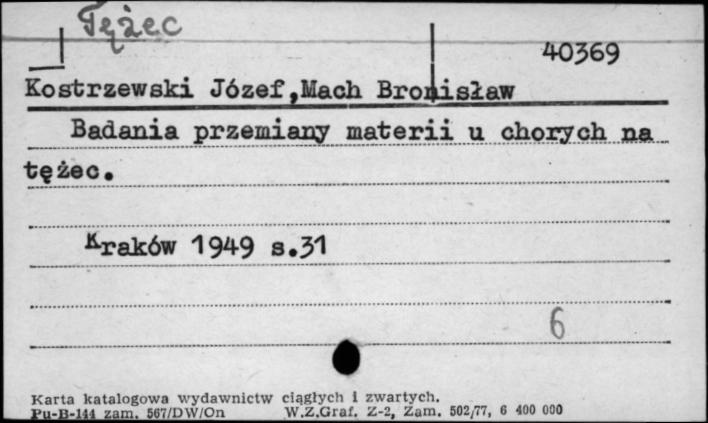 Tężec
40369
Kostrzewski Józef,Mach Bronisław
Badania przemiany materii u chorych na
tężec.
Kraków 1949 s.31
6
Karta katalogowa wydawnictw ciągłych i zwartych.
Pu-B-144 zam. 567/DW/On W.Z.Graf. Z-2, Zam. 502/77, 6 400 000